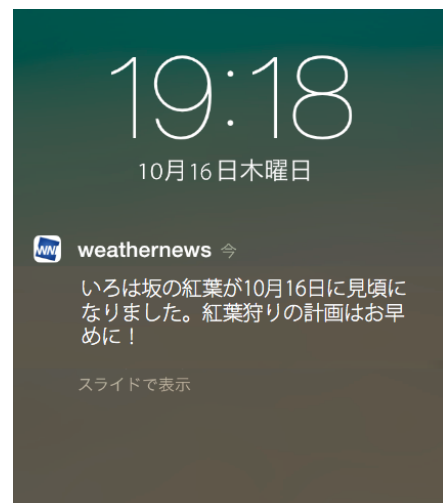 19:18
10月16日木曜日
WN
weathernews 今
いろは坂の紅葉が10月16日に見頃に
なりました。紅葉狩りの計画はお早
めに！
スライドで表示